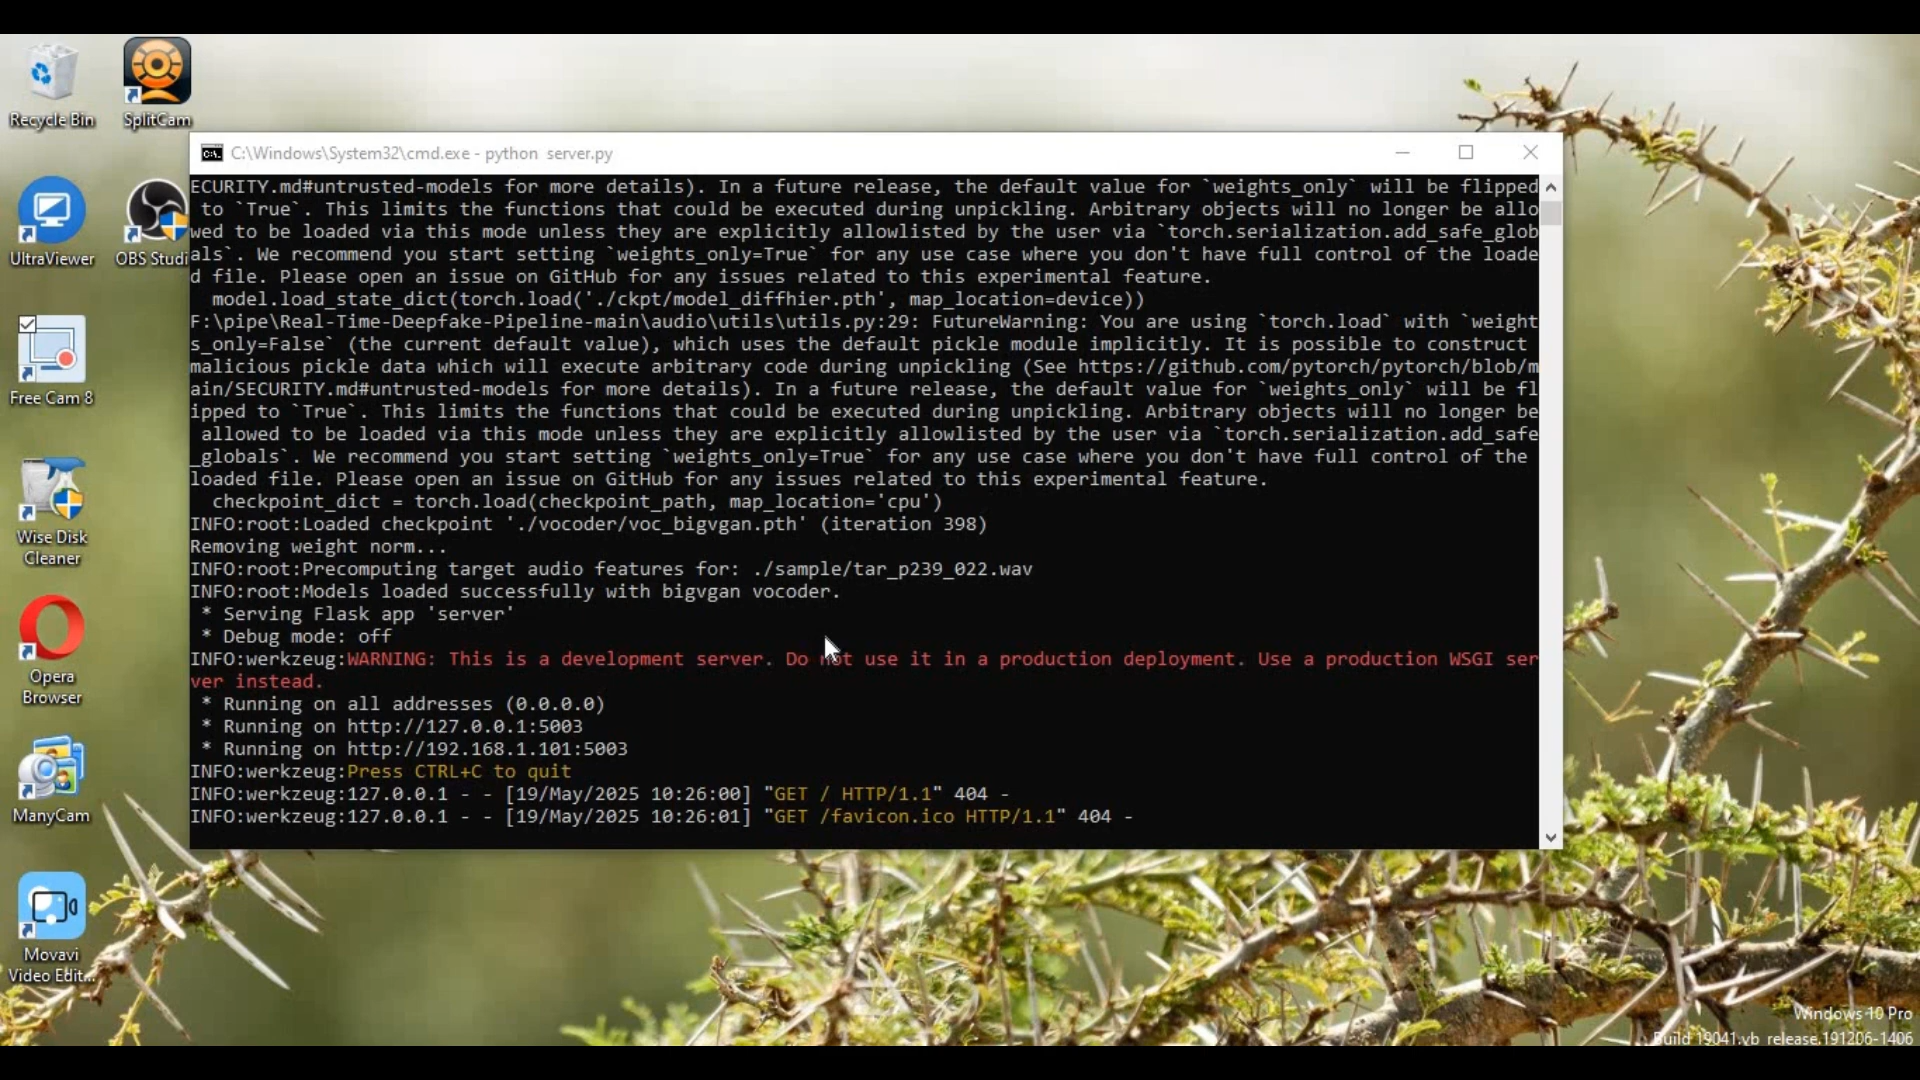 Recycle Bin
SplitCam
UltraViewer
OBS Studi
Free Cam 8
Wise Disk
Cleaner
Opera
Browser
ManyCam
Movavi
Video Edit...
C:\Windows\System32\cmd.exe - python  server.py
ECURITY.md#untrusted-models for more details). In a future release, the default value for `weights_only` will be flipped
 to `True`. This limits the functions that could be executed during unpickling. Arbitrary objects will no longer be allo
wed to be loaded via this mode unless they are explicitly allowlisted by the user via `torch.serialization.add_safe_glob
als`. We recommend you start setting `weights_only=True` for any use case where you don't have full control of the loade
d file. Please open an issue on GitHub for any issues related to this experimental feature.
  model.load_state_dict(torch.load('./ckpt/model_diffhier.pth', map_location=device))
F:\pipe\Real-Time-Deepfake-Pipeline-main\audio\utils\utils.py:29: FutureWarning: You are using `torch.load` with `weight
s_only=False` (the current default value), which uses the default pickle module implicitly. It is possible to construct
malicious pickle data which will execute arbitrary code during unpickling (See https://github.com/pytorch/pytorch/blob/m
ain/SECURITY.md#untrusted-models for more details). In a future release, the default value for `weights_only` will be fl
ipped to `True`. This limits the functions that could be executed during unpickling. Arbitrary objects will no longer be
 allowed to be loaded via this mode unless they are explicitly allowlisted by the user via `torch.serialization.add_safe
_globals`. We recommend you start setting `weights_only=True` for any use case where you don't have full control of the
loaded file. Please open an issue on GitHub for any issues related to this experimental feature.
  checkpoint_dict = torch.load(checkpoint_path, map_location='cpu')
INFO:root:Loaded checkpoint './vocoder/voc_bigvgan.pth' (iteration 398)
Removing weight norm...
INFO:root:Precomputing target audio features for: ./sample/tar_p239_022.wav
INFO:root:Models loaded successfully with bigvgan vocoder.
 * Serving Flask app 'server'
 * Debug mode: off
INFO:werkzeug:WARNING: This is a development server. Do not use it in a production deployment. Use a production WSGI ser
ver instead.
 * Running on all addresses (0.0.0.0)
 * Running on http://127.0.0.1:5003
 * Running on http://192.168.1.101:5003
INFO:werkzeug:Press CTRL+C to quit
INFO:werkzeug:127.0.0.1 - - [19/May/2025 10:26:00] "GET / HTTP/1.1" 404 -
INFO:werkzeug:127.0.0.1 - - [19/May/2025 10:26:01] "GET /favicon.ico HTTP/1.1" 404 -
Windows 10 Pro
Build 19041.vb_release.191206-1406